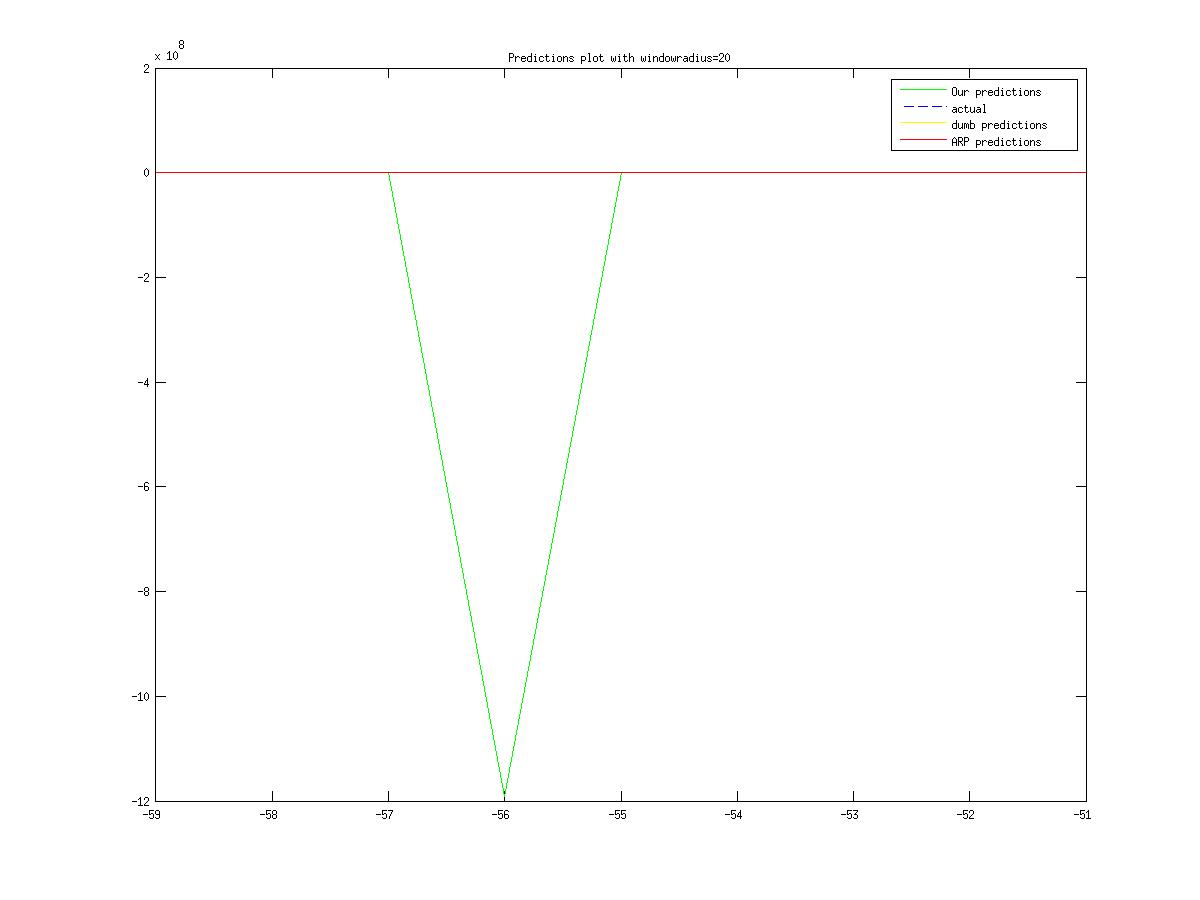 x 10^8
Predictions plot with windowradius=20
2
Our predictions
actual
dumb predictions
ARP predictions
0
-2
-4
-6
-8
-10
-12
-59 -58 -57 -56 -55 -54 -53 -52 -51